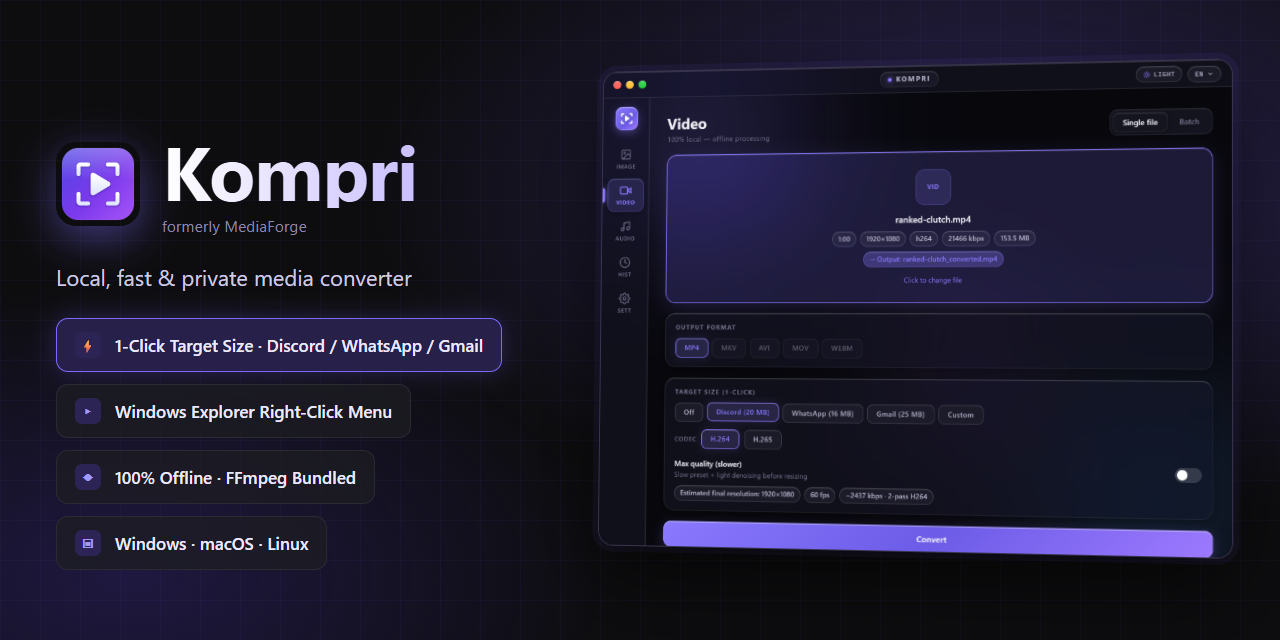 Kompri
formerly MediaForge
Local, fast & private media converter
1-Click Target Size · Discord / WhatsApp / Gmail
Windows Explorer Right-Click Menu
100% Offline · FFmpeg Bundled
Windows · macOS · Linux
KOMPRI
LIGHT
EN
IMAGE
VIDEO
AUDIO
HIST
SETT
Video
100% local — offline processing
Single file
Batch
VID
ranked-clutch.mp4
1:00 1920×1080 h264 21466 kbps 153.5 MB
→ Output: ranked-clutch_converted.mp4
Click to change file
OUTPUT FORMAT
MP4 MKV AVI MOV WEBM
TARGET SIZE (1-CLICK)
Off Discord (20 MB) WhatsApp (16 MB) Gmail (25 MB) Custom
CODEC H.264 H.265
Max quality (slower)
Slow preset + light denoising before resizing
Estimated final resolution: 1920×1080 60 fps ~2437 kbps · 2-pass H264
Convert